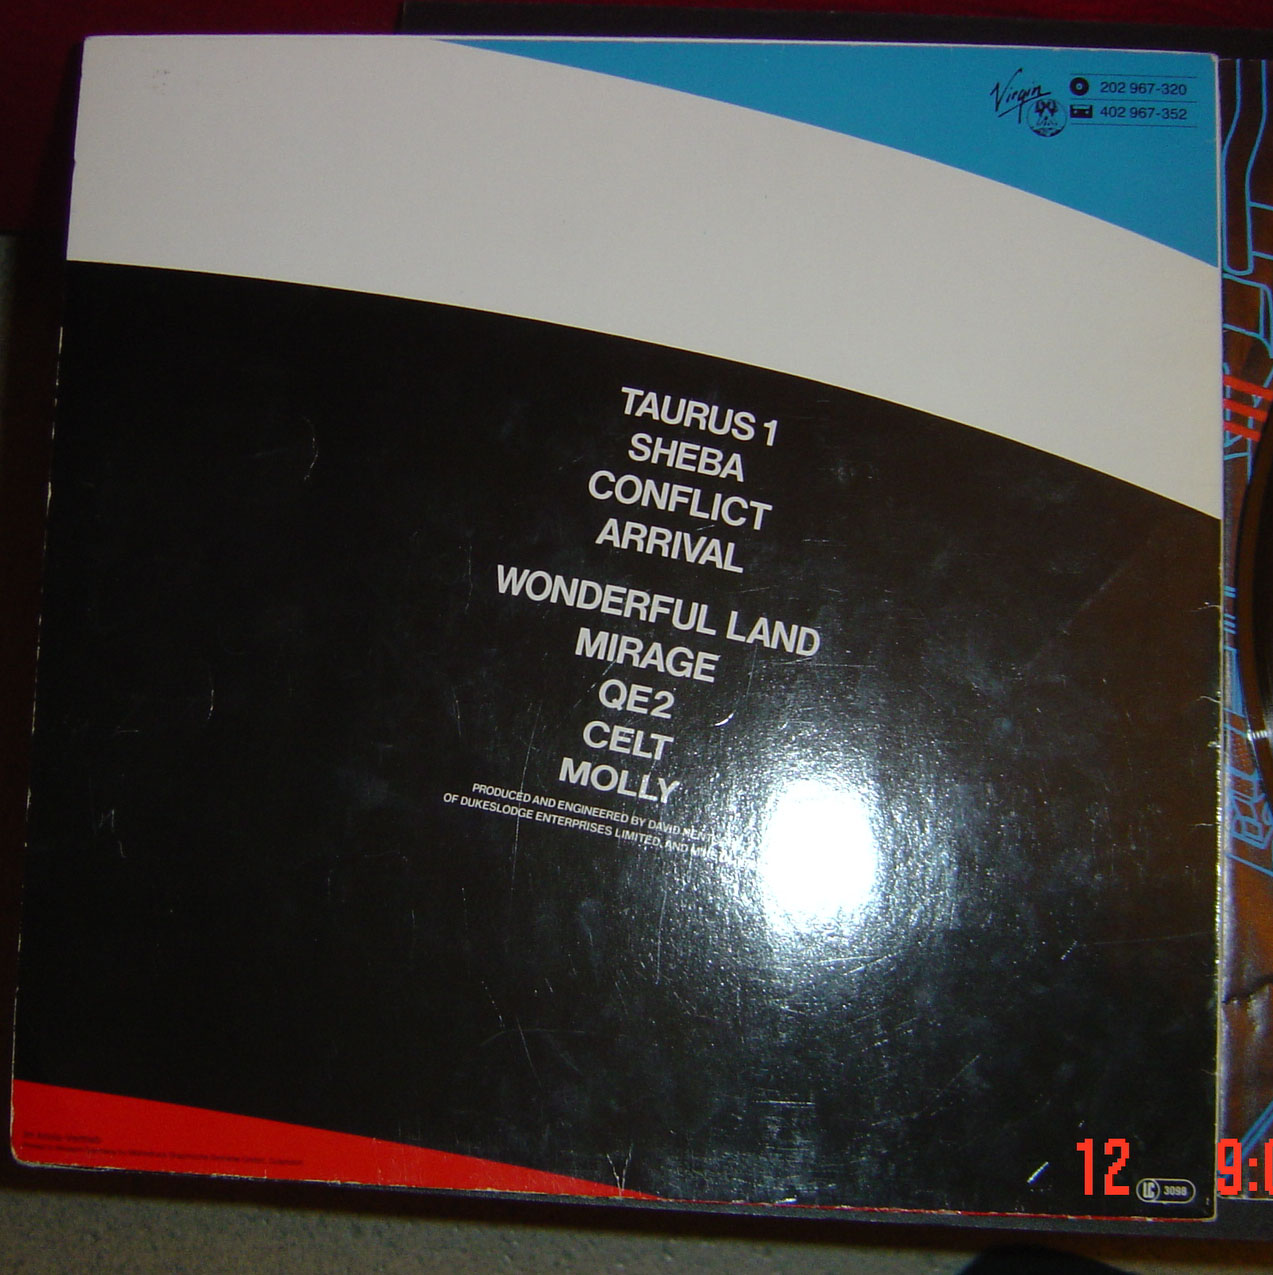 Virgin
202 967-320
402 967-352
TAURUS 1
SHEBA
CONFLICT
ARRIVAL
WONDERFUL LAND
MIRAGE
QE2
CELT
MOLLY
PRODUCED AND ENGINEERED BY DAVID
OF DUKESLODGE ENTERPRISES LIMITED, AND MIKE
LC 3098
12 9: